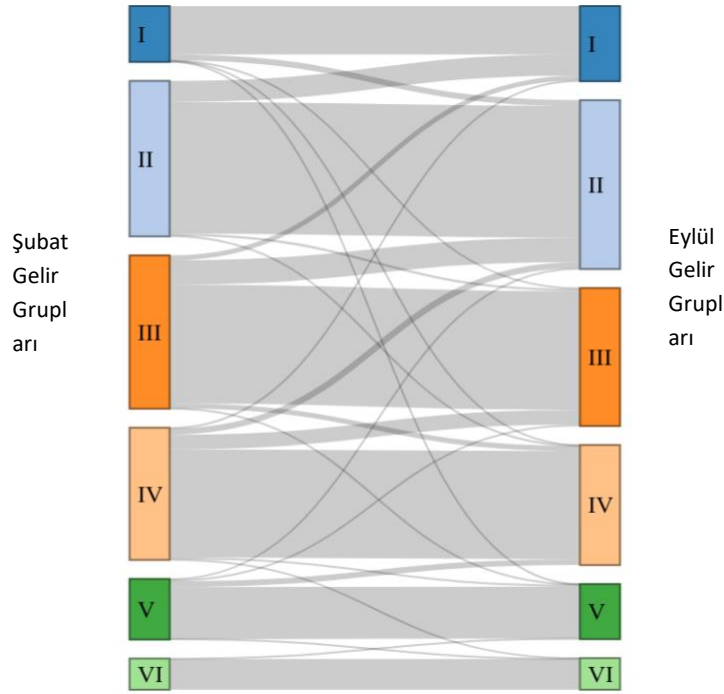 I
II
III
IV
V
VI
Şubat
Gelir
Grupl
arı
I
II
III
IV
V
VI
Eylül
Gelir
Grupl
arı